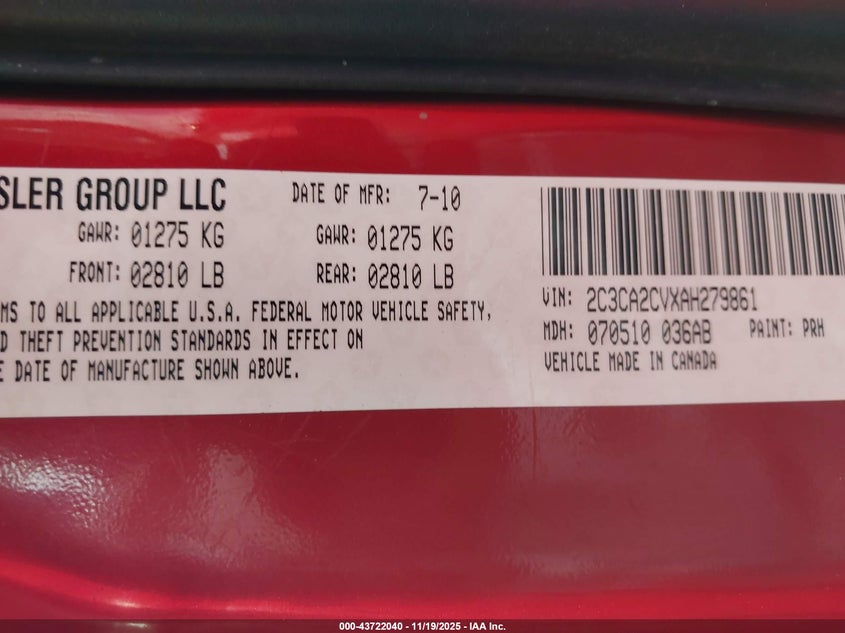 SLER GROUP LLC
DATE OF MFR: 7-10
GAWR: 01275 KG
GAWR: 01275 KG
FRONT: 02810 LB
REAR: 02810 LB
MS TO ALL APPLICABLE U.S.A. FEDERAL MOTOR VEHICLE SAFETY,
D THEFT PREVENTION STANDARDS IN EFFECT ON
E DATE OF MANUFACTURE SHOWN ABOVE.
VIN: 2C3CA2CVXAH279861
MDH: 070510 036AB PAINT: PRH
VEHICLE MADE IN CANADA
000-43722040 - 11/19/2025 - IAA Inc.